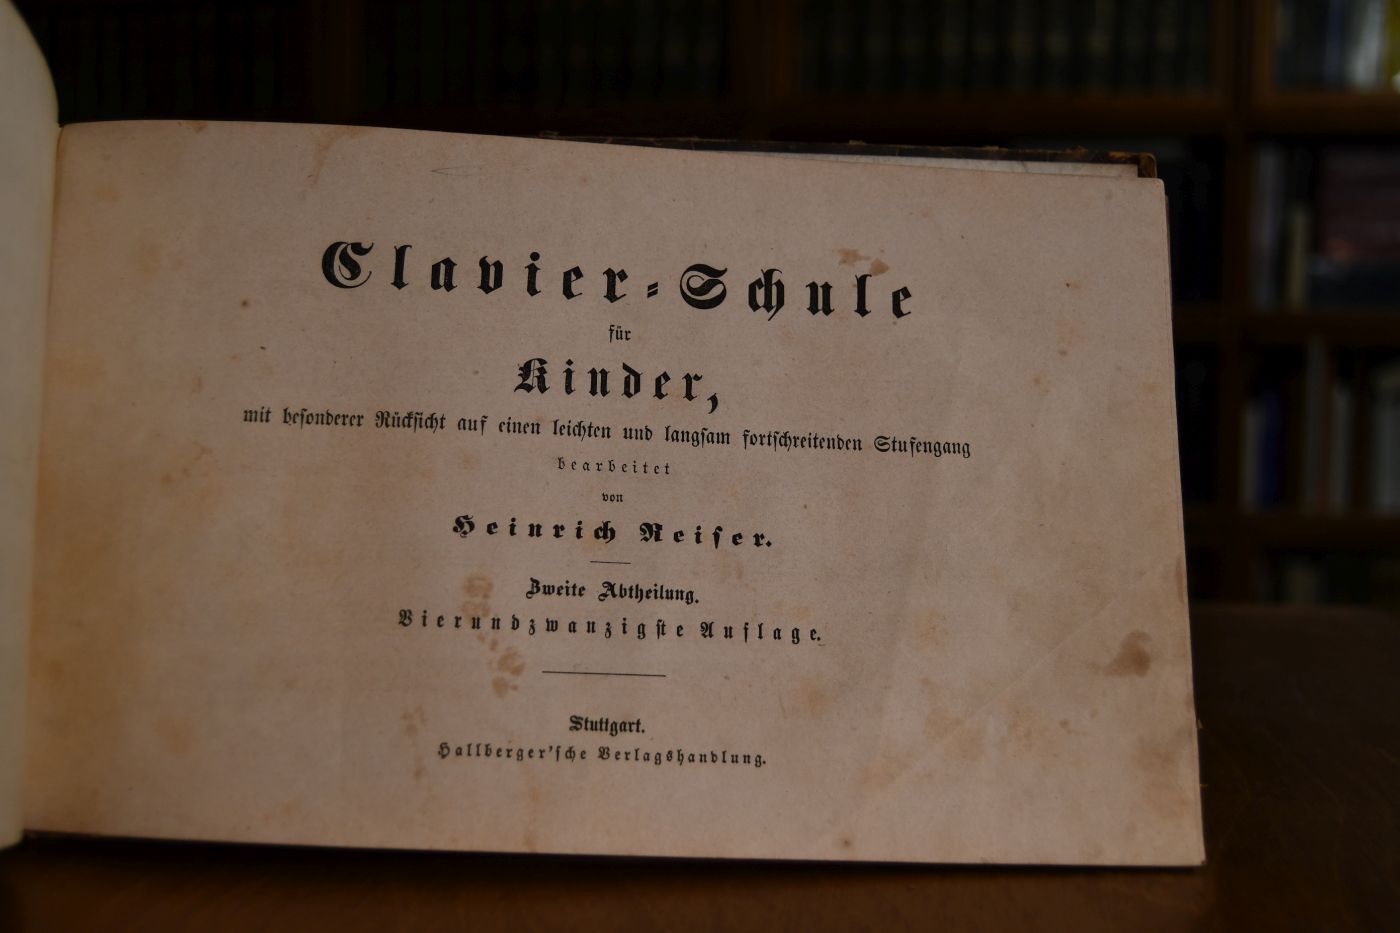 Clavier-Schule
für
Kinder,
mit besonderer Rücksicht auf einen leichten und langsam fortschreitenden Stufengang
bearbeitet
von
Heinrich Reiser.
Zweite Abtheilung.
Vierundzwanzigste Auflage.
Stuttgart.
Hallberger'sche Verlagshandlung.